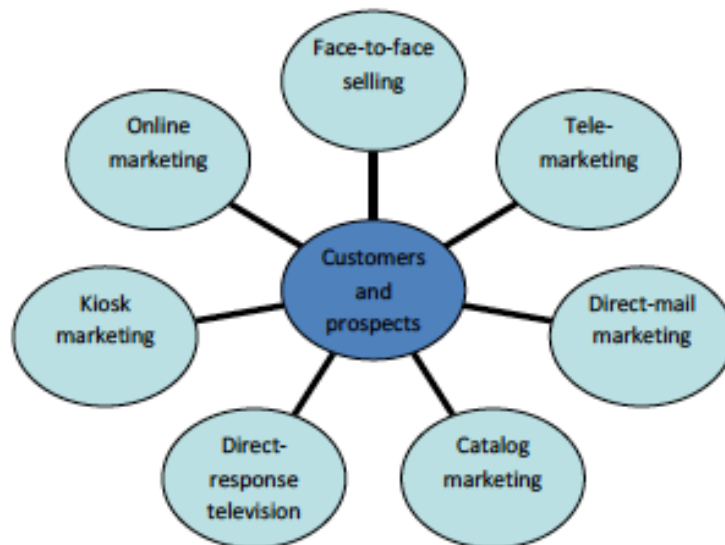 Face-to-face
selling
Online
marketing
Tele-
marketing
Customers
and
prospects
Kiosk
marketing
Direct-mail
marketing
Direct-
response
television
Catalog
marketing